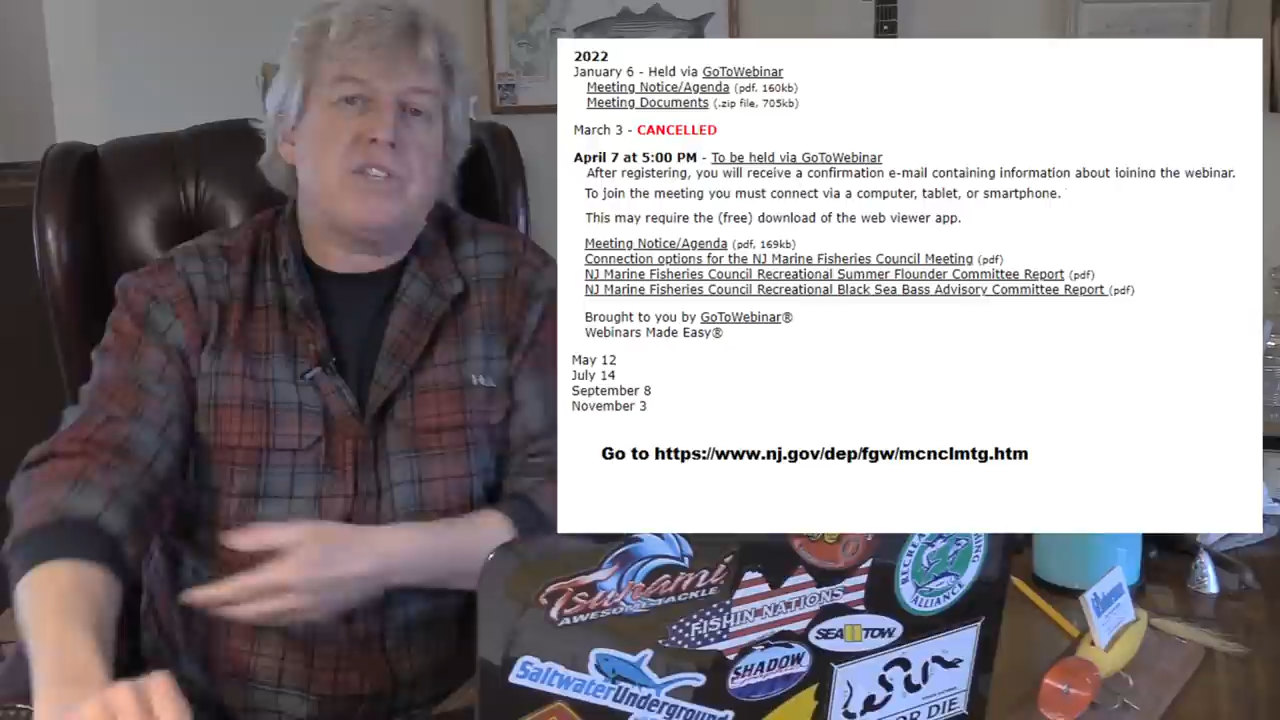 2022
January 6 - Held via GoToWebinar
Meeting Notice/Agenda (pdf, 160kb)
Meeting Documents (.zip file, 705kb)
March 3 - CANCELLED
April 7 at 5:00 PM - To be held via GoToWebinar
After registering, you will receive a confirmation e-mail containing information about joining the webinar.
To join the meeting you must connect via a computer, tablet, or smartphone.
This may require the (free) download of the web viewer app.
Meeting Notice/Agenda (pdf, 169kb)
Connection options for the NJ Marine Fisheries Council Meeting (pdf)
NJ Marine Fisheries Council Recreational Summer Flounder Committee Report (pdf)
NJ Marine Fisheries Council Recreational Black Sea Bass Advisory Committee Report (pdf)
Brought to you by GoToWebinar®
Webinars Made Easy®
May 12
July 14
September 8
November 3
Go to https://www.nj.gov/dep/fgw/mcnclmtg.htm
Tsunami
AWESOME TACKLE
FISHIN NATIONS
ALLIANCE
SEA TOW
SHADOW
Saltwater Underground
OR DIE